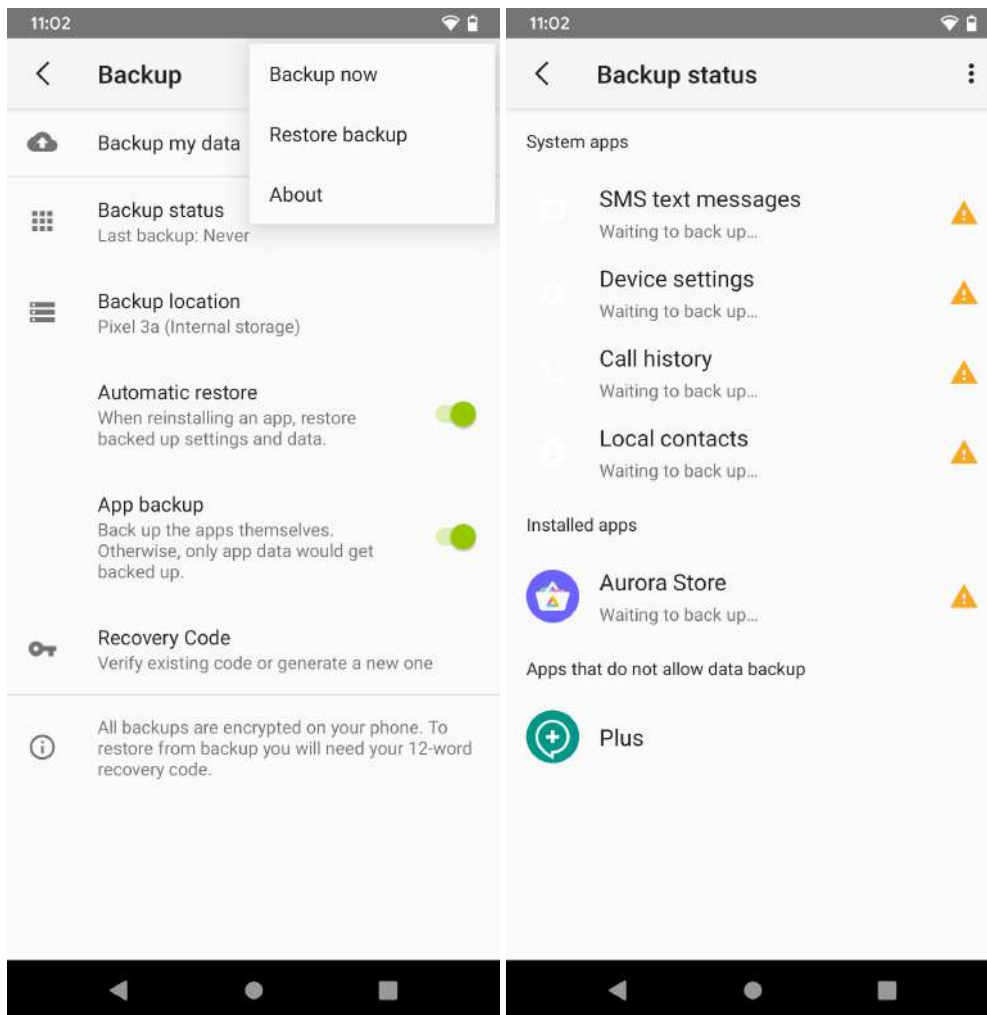 11:02
Backup
Backup now
Restore backup
About
Backup my data
Backup status
Last backup: Never
Backup location
Pixel 3a (Internal storage)
Automatic restore
When reinstalling an app, restore
backed up settings and data.
App backup
Back up the apps themselves.
Otherwise, only app data would get
backed up.
Recovery Code
Verify existing code or generate a new one
All backups are encrypted on your phone. To
restore from backup you will need your 12-word
recovery code.
11:02
Backup status
System apps
SMS text messages
Waiting to back up...
Device settings
Waiting to back up...
Call history
Waiting to back up...
Local contacts
Waiting to back up...
Installed apps
Aurora Store
Waiting to back up...
Apps that do not allow data backup
Plus